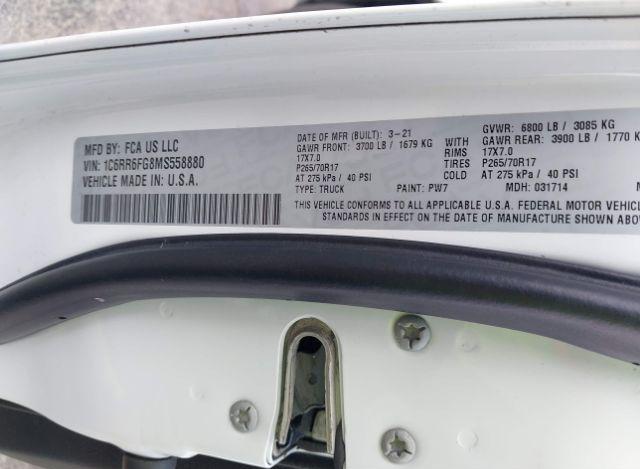 MFD BY: FCA US LLC
VIN: 1C6RR6FG8MS558880
VEHICLE MADE IN: U.S.A.
DATE OF MFR (BUILT): 3-21
GAWR FRONT: 3700 LB / 1679 KG
17X7.0
P265/70R17
AT 275 kPa / 40 PSI
TYPE: TRUCK
WITH
RIMS
TIRES
COLD
GVWR: 6800 LB / 3085 KG
GAWR REAR: 3900 LB / 1770
17X7.0
P265/70R17
AT 275 kPa / 40 PSI
PAINT: PW7 MDH: 031714
THIS VEHICLE CONFORMS TO ALL APPLICABLE U.S.A. FEDERAL MOTOR VEHICLE
STANDARDS IN EFFECT ON THE DATE OF MANUFACTURE SHOWN ABOV